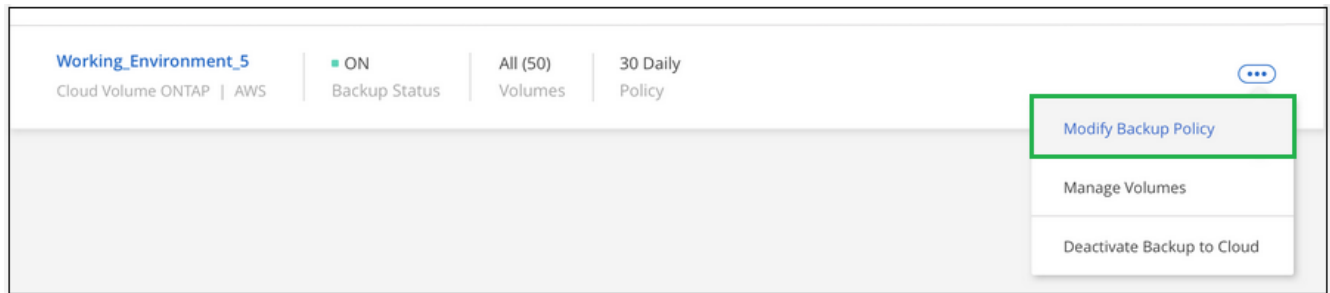 Working_Environment_5
Cloud Volume ONTAP | AWS
ON
Backup Status
All (50)
Volumes
30 Daily
Policy
Modify Backup Policy
Manage Volumes
Deactivate Backup to Cloud